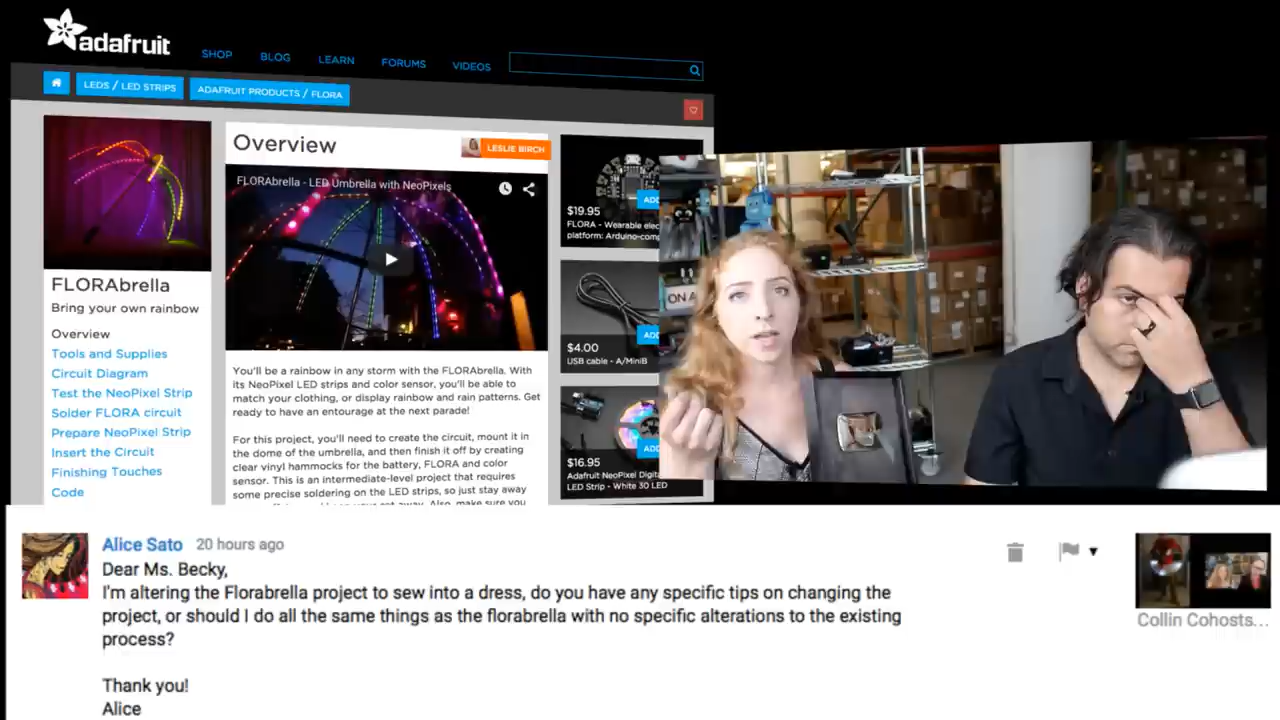 adafruit
SHOP
BLOG
LEARN
FORUMS
VIDEOS
LEDS / LED STRIPS
ADAFRUIT PRODUCTS / FLORA
FLORAbrella
Bring your own rainbow
Overview
Tools and Supplies
Circuit Diagram
Test the NeoPixel Strip
Solder FLORA circuit
Prepare NeoPixel Strip
Insert the Circuit
Finishing Touches
Code
Overview
LESLIE BIRCH
FLORAbrella - LED Umbrella with NeoPixels
You'll be a rainbow in any storm with the FLORAbrella. With
its NeoPixel LED strips and color sensor, you'll be able to
match your clothing, or display rainbow and rain patterns. Get
ready to have an entourage at the next parade!
For this project, you'll need to create the circuit, mount it in
the dome of the umbrella, and then finish it off by creating
clear vinyl hammocks for the battery, FLORA and color
sensor. This is an intermediate-level project that requires
some precise soldering on the LED strips, so just stay away
$19.95
ADD
FLORA - Wearable elec
platform: Arduino-comp
$4.00
ADD
USB cable - A/MiniB
$16.95
ADD
Adafruit NeoPixel Digita
LED Strip - White 30 LED
ON A
Alice Sato 20 hours ago
Dear Ms. Becky,
I'm altering the Florabrella project to sew into a dress, do you have any specific tips on changing the
project, or should I do all the same things as the florabrella with no specific alterations to the existing
process?
Thank you!
Alice
Collin Cohosts...